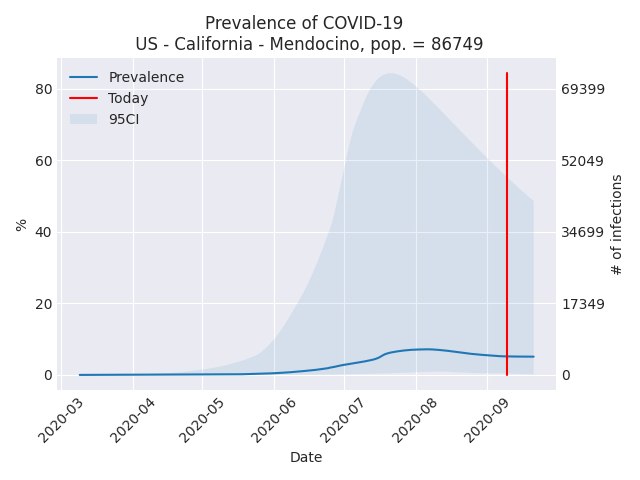 Prevalence of COVID-19
US - California - Mendocino, pop. = 86749
Prevalence
Today
95CI
80
60
40
20
0
%
69399
52049
34699
17349
0
# of infections
2020-03
2020-04
2020-05
2020-06
2020-07
2020-08
2020-09
Date